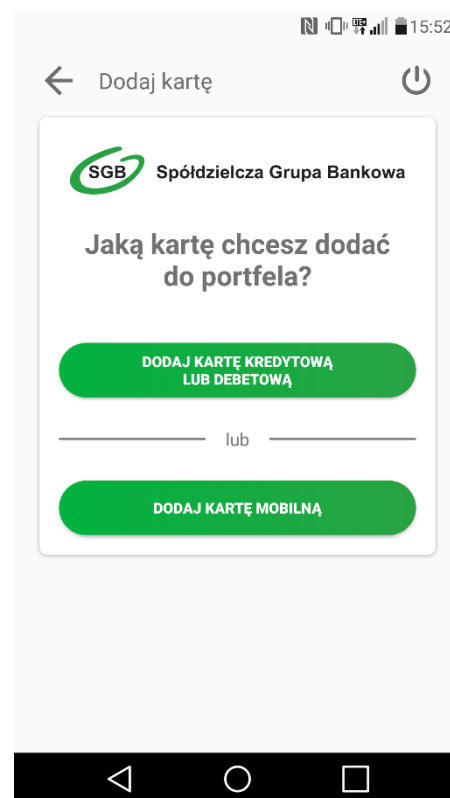 15:52
Dodaj kartę
SGB Spółdzielcza Grupa Bankowa
Jaką kartę chcesz dodać
do portfela?
DODAJ KARTĘ KREDYTOWĄ
LUB DEBETOWĄ
lub
DODAJ KARTĘ MOBILNĄ